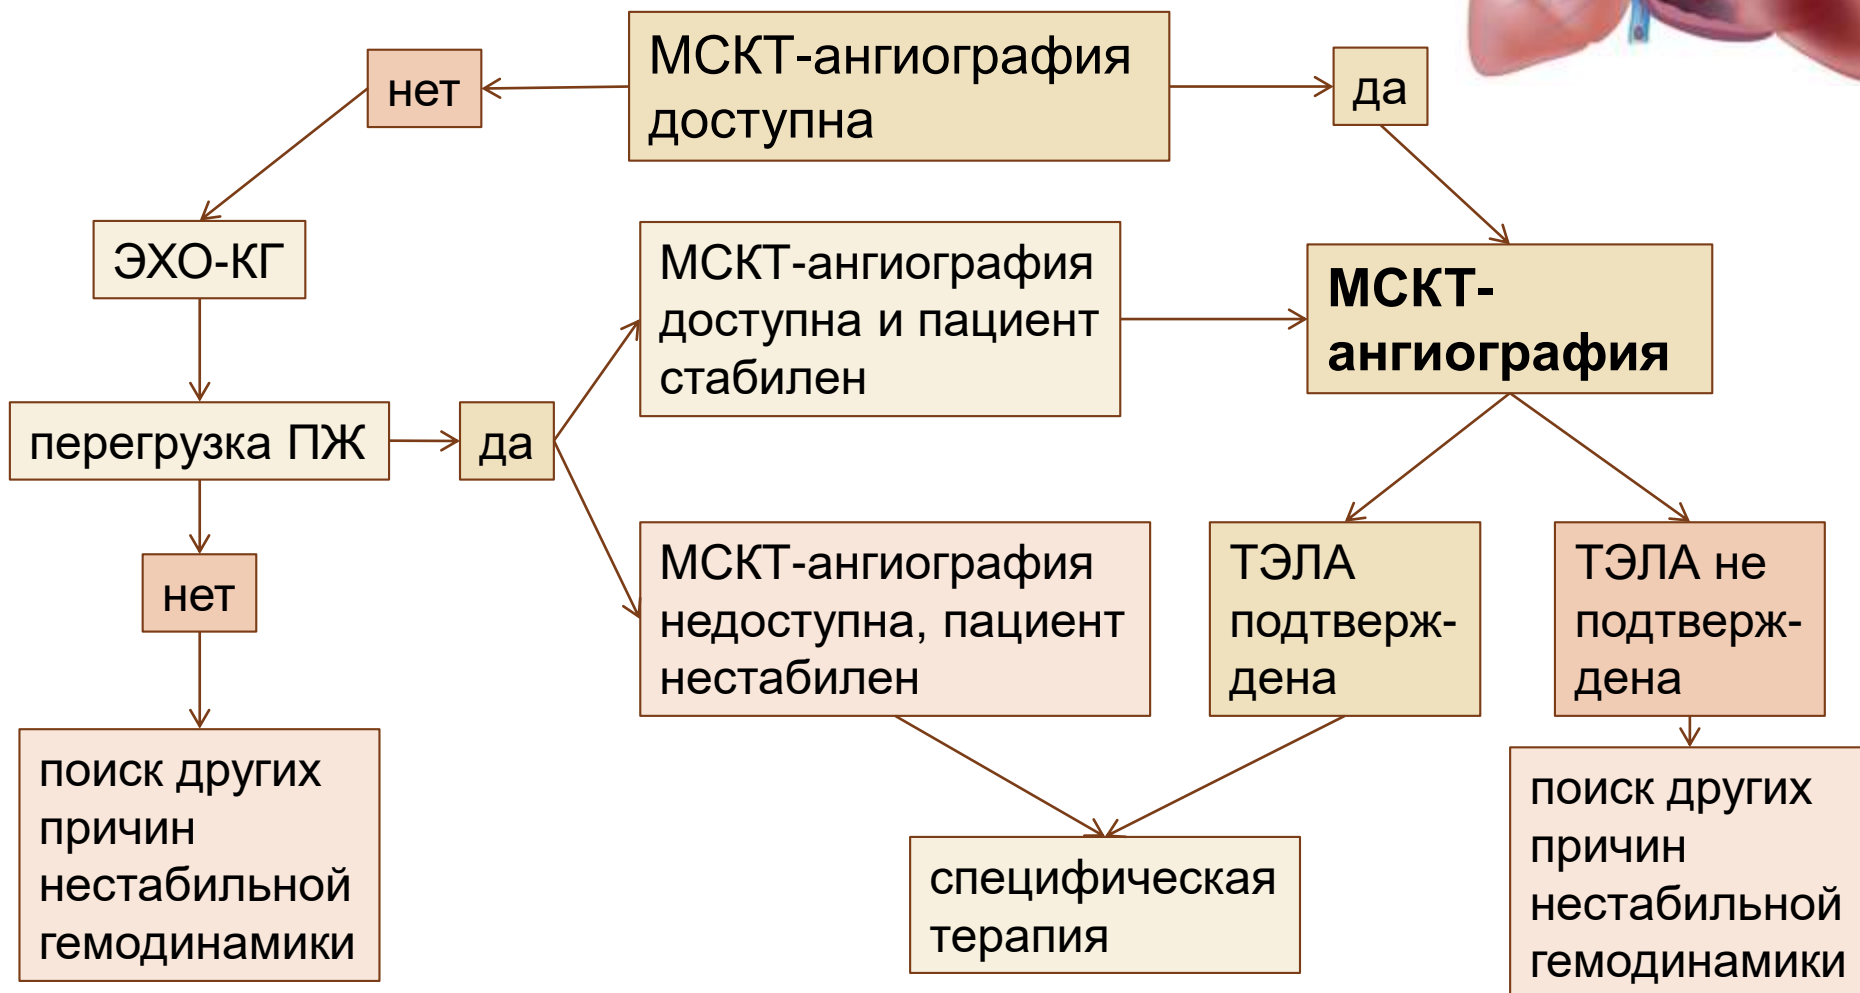 МСКТ-ангиография
доступна
нет
да
ЭХО-КГ
МСКТ-ангиография
доступна и пациент
стабилен
МСКТ-
ангиография
перегрузка ПЖ
да
нет
МСКТ-ангиография
недоступна, пациент
нестабилен
ТЭЛА
подтверж-
дена
ТЭЛА не
подтверж-
дена
поиск других
причин
нестабильной
гемодинамики
специфическая
терапия
поиск других
причин
нестабильной
гемодинамики